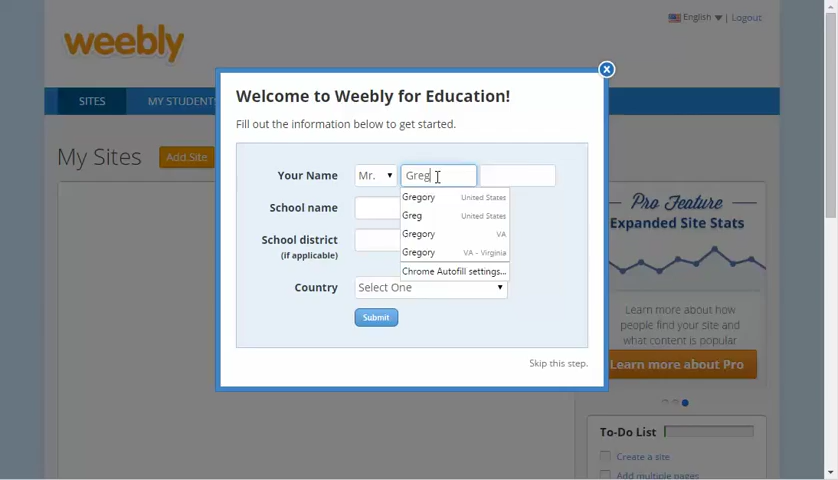 English ▼ | Logout
weebly
SITES MY STUDENTS
My Sites Add Site
Welcome to Weebly for Education!
Fill out the information below to get started.
Your Name Mr. Greg
Gregory United States
Greg United States
Gregory VA
Gregory VA - Virginia
Chrome Autofill settings...
School name
School district
(if applicable)
Country Select One
Submit
Skip this step.
Pro Feature
Expanded Site Stats
Learn more about how
people find your site and
what content is popular
Learn more about Pro
To-Do List
Create a site
Add multiple pages